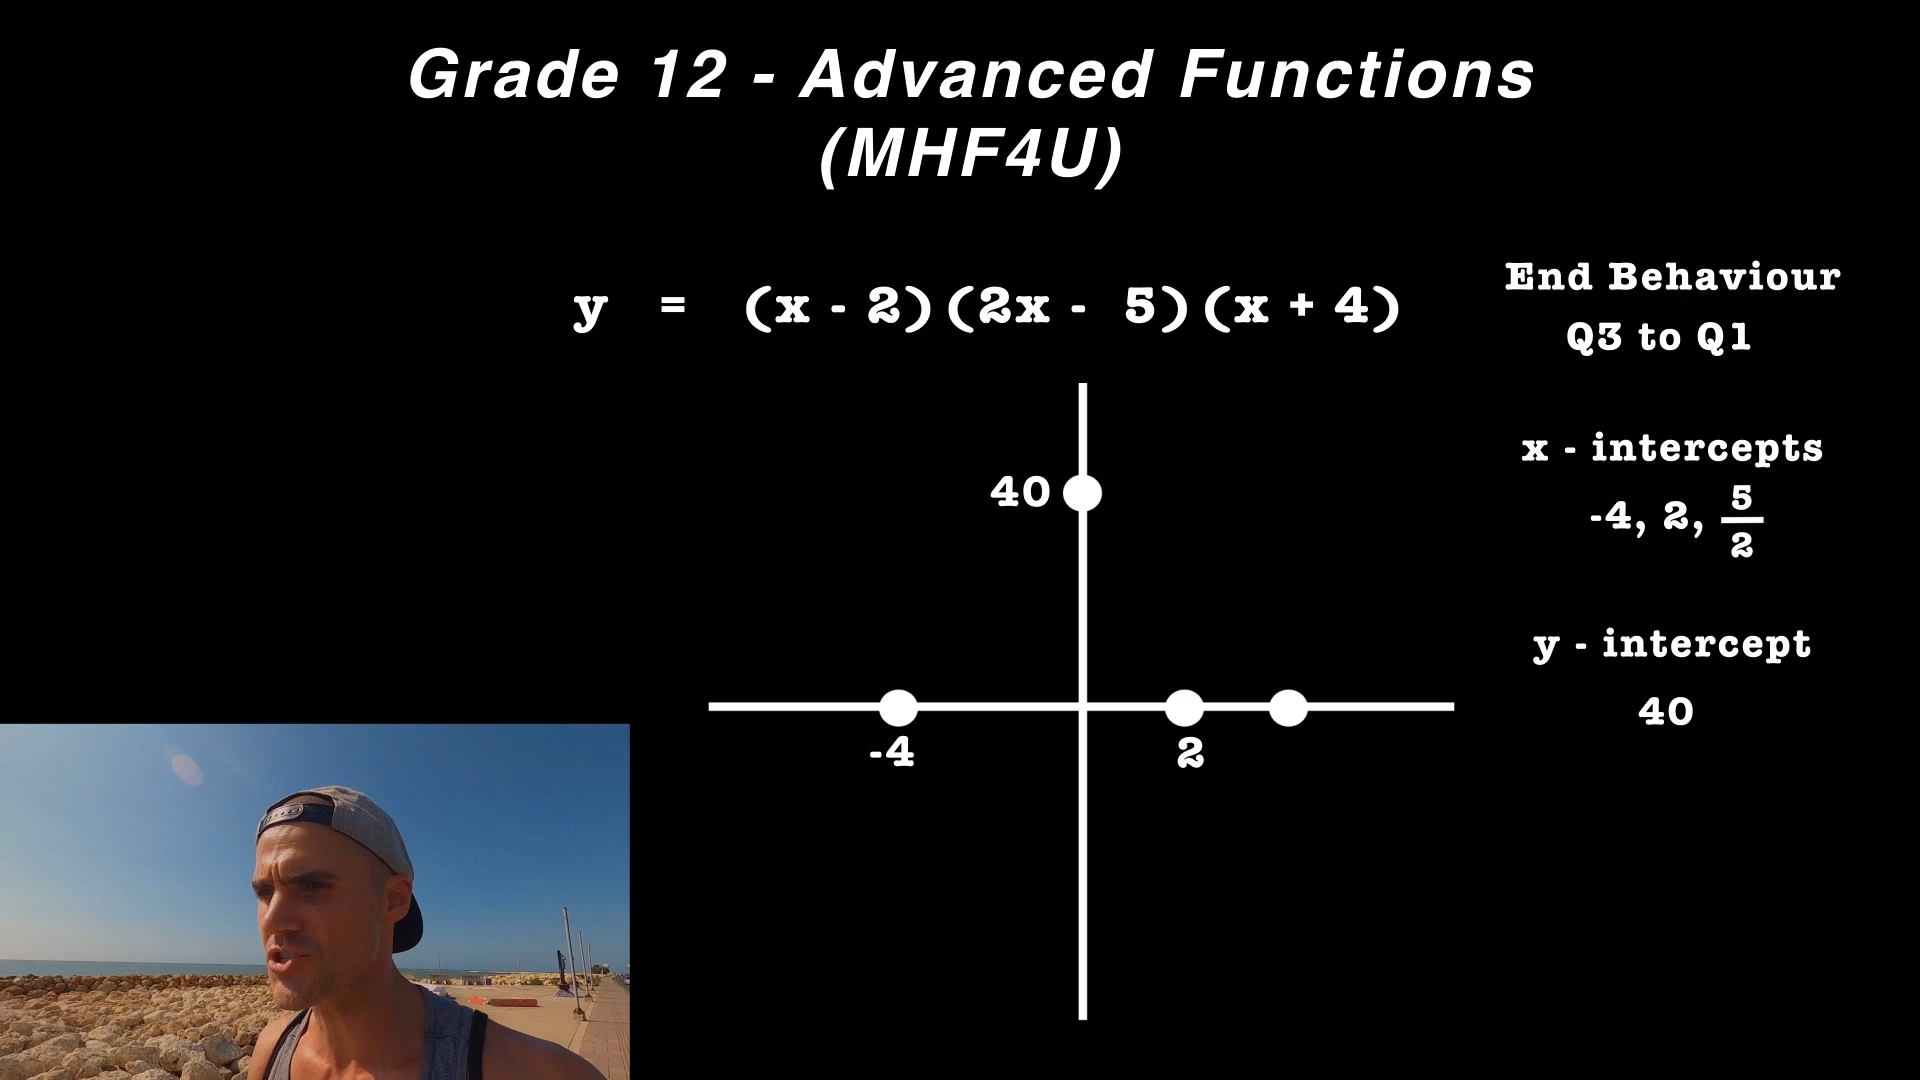 Grade 12 - Advanced Functions
(MHF4U)
y = (x - 2)(2x - 5)(x + 4)
End Behaviour
Q3 to Q1
x - intercepts
-4, 2, 5/2
y - intercept
40
40
-4
2